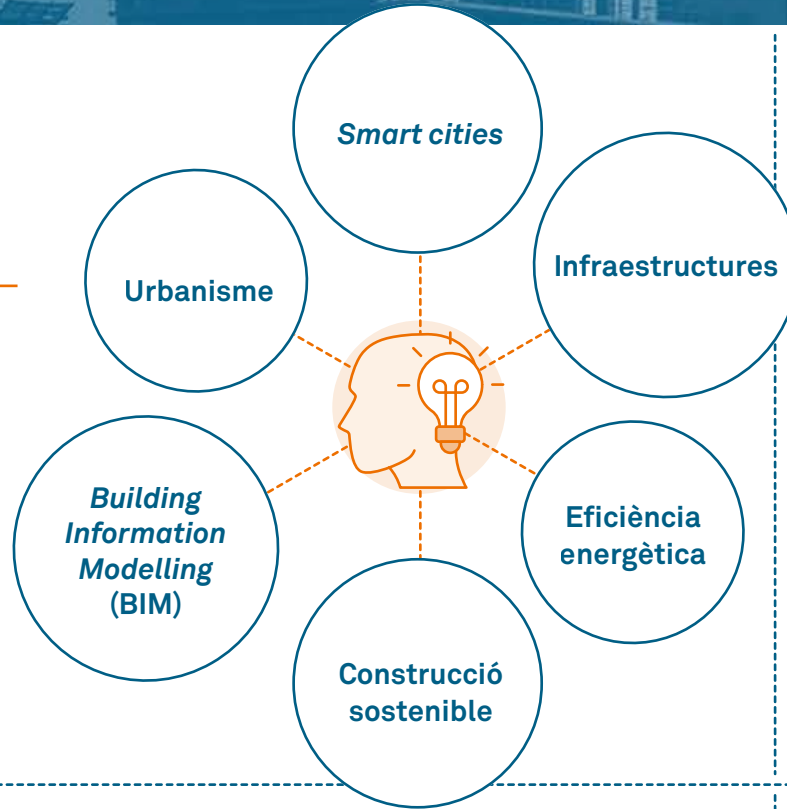 Smart cities
Infraestructures
Urbanisme
Building
Information
Modelling
(BIM)
Eficiència
energètica
Construcció
sostenible